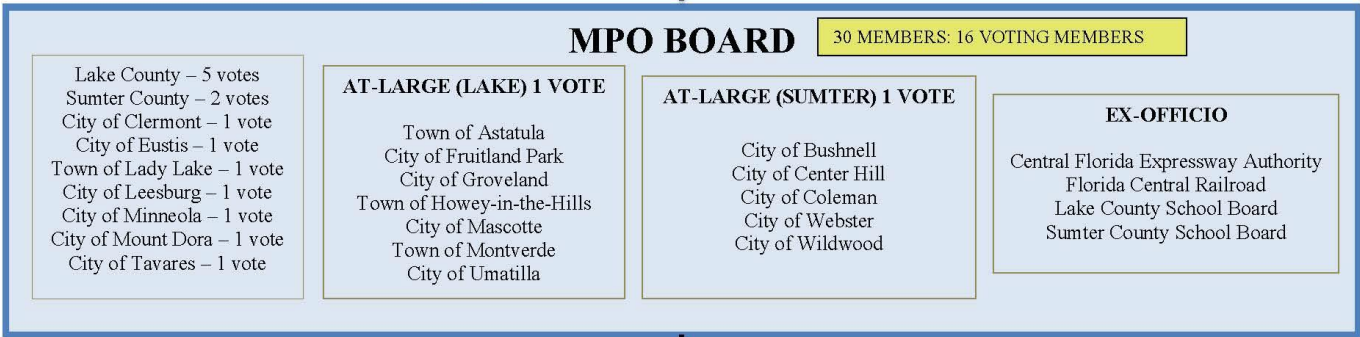 MPO BOARD
30 MEMBERS: 16 VOTING MEMBERS
Lake County – 5 votes
Sumter County – 2 votes
City of Clermont – 1 vote
City of Eustis – 1 vote
Town of Lady Lake – 1 vote
City of Leesburg – 1 vote
City of Minneola – 1 vote
City of Mount Dora – 1 vote
City of Tavares – 1 vote
AT-LARGE (LAKE) 1 VOTE
Town of Astatula
City of Fruitland Park
City of Groveland
Town of Howey-in-the-Hills
City of Mascotte
Town of Montverde
City of Umatilla
AT-LARGE (SUMTER) 1 VOTE
City of Bushnell
City of Center Hill
City of Coleman
City of Webster
City of Wildwood
EX-OFFICIO
Central Florida Expressway Authority
Florida Central Railroad
Lake County School Board
Sumter County School Board